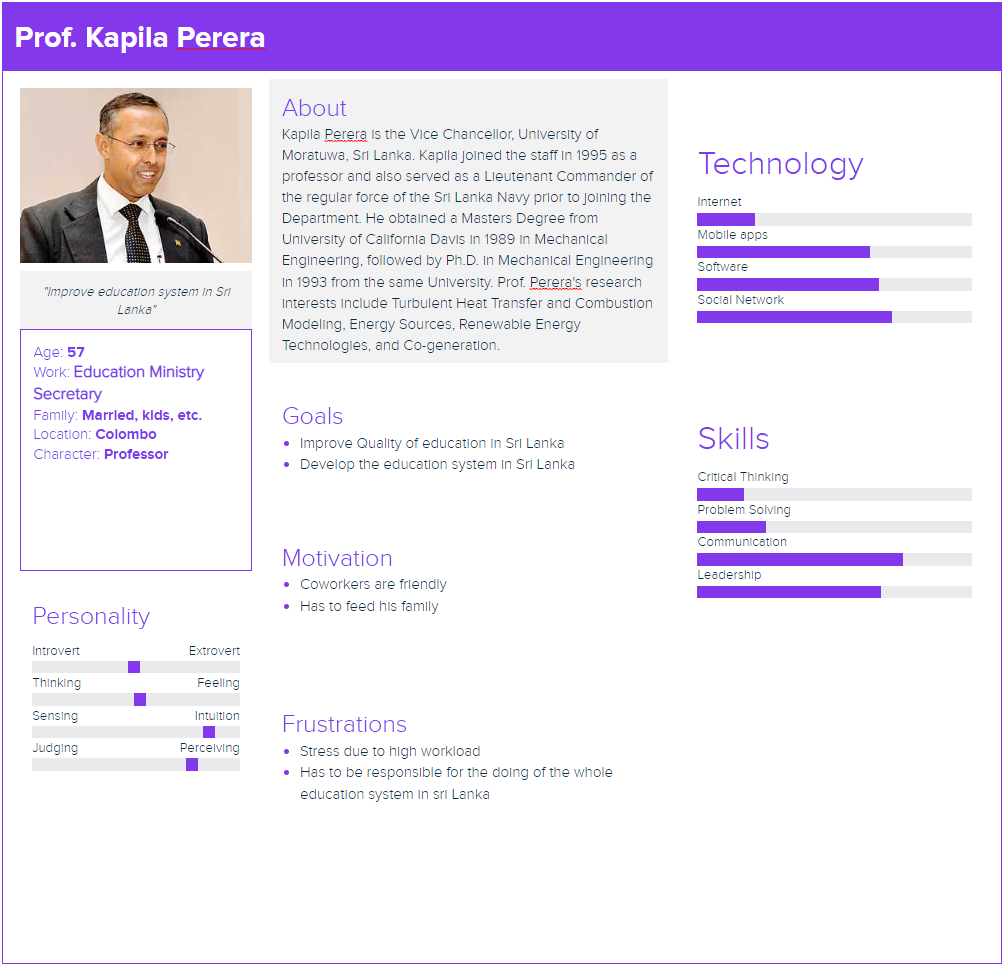 Prof. Kapila Perera
"Improve education system in Sri
Lanka"
Age: 57
Work: Education Ministry
Secretary
Family: Married, kids, etc.
Location: Colombo
Character: Professor
Personality
Introvert Extrovert
Thinking Feeling
Sensing Intuition
Judging Perceiving
About
Kapila Perera is the Vice Chancellor, University of
Moratuwa, Sri Lanka. Kapila joined the staff in 1995 as a
professor and also served as a Lieutenant Commander of
the regular force of the Sri Lanka Navy prior to joining the
Department. He obtained a Masters Degree from
University of California Davis in 1989 in Mechanical
Engineering, followed by Ph.D. in Mechanical Engineering
in 1993 from the same University. Prof. Perera's research
interests include Turbulent Heat Transfer and Combustion
Modeling, Energy Sources, Renewable Energy
Technologies, and Co-generation.
Goals
Improve Quality of education in Sri Lanka
Develop the education system in Sri Lanka
Motivation
Coworkers are friendly
Has to feed his family
Frustrations
Stress due to high workload
Has to be responsible for the doing of the whole
education system in sri Lanka
Technology
Internet
Mobile apps
Software
Social Network
Skills
Critical Thinking
Problem Solving
Communication
Leadership